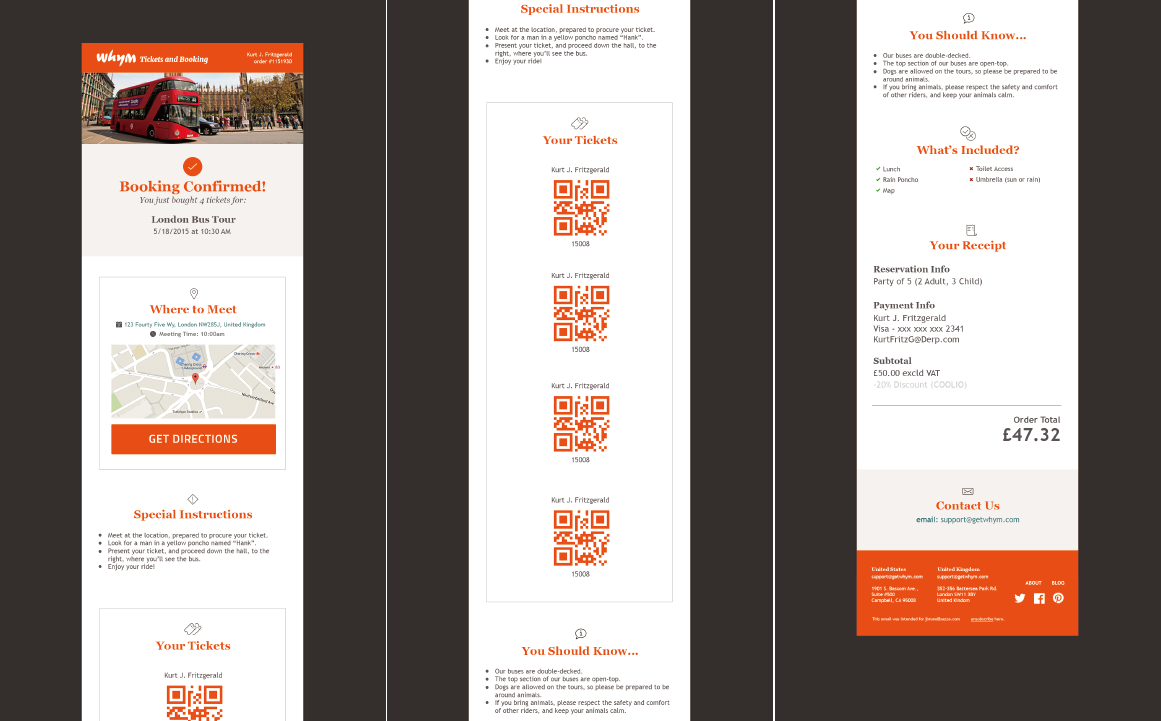 Whym Tickets and Booking
Kurt J. Fritzgerald
order #1151930
Booking Confirmed!
You just bought 4 tickets for:
London Bus Tour
5/18/2015 at 10:30 AM
Where to Meet
123 Fourty Five Wy, London NW285J, United Kingdom
Meeting Time: 10:00am
GET DIRECTIONS
Special Instructions
Meet at the location, prepared to procure your ticket.
Look for a man in a yellow poncho named “Hank”.
Present your ticket, and proceed down the hall, to the
right, where you’ll see the bus.
Enjoy your ride!
Your Tickets
Kurt J. Fritzgerald
Special Instructions
Meet at the location, prepared to procure your ticket.
Look for a man in a yellow poncho named “Hank”.
Present your ticket, and proceed down the hall, to the
right, where you’ll see the bus.
Enjoy your ride!
Your Tickets
Kurt J. Fritzgerald
15008
Kurt J. Fritzgerald
15008
Kurt J. Fritzgerald
15008
Kurt J. Fritzgerald
15008
You Should Know...
Our buses are double-decked.
The top section of our buses are open-top.
Dogs are allowed on the tours, so please be prepared to be
around animals.
If you bring animals, please respect the safety and comfort
of other riders, and keep your animals calm.
You Should Know...
Our buses are double-decked.
The top section of our buses are open-top.
Dogs are allowed on the tours, so please be prepared to be
around animals.
If you bring animals, please respect the safety and comfort
of other riders, and keep your animals calm.
What’s Included?
Lunch
Rain Poncho
Map
Toilet Access
Umbrella (sun or rain)
Your Receipt
Reservation Info
Party of 5 (2 Adult, 3 Child)
Payment Info
Kurt J. Fritzgerald
Visa - xxx xxx xxx 2341
KurtFritzG@Derp.com
Subtotal
£50.00 excld VAT
-20% Discount (COOLIO)
Order Total
£47.32
Contact Us
email: support@getwhym.com
United States
support@getwhym.com
1901 S. Bascom Ave.,
Suite #900
Campbell, CA 95008
United Kingdom
support@getwhym.com
352-356 Battersea Park Rd.
London SW11 3BY
United Kindom
ABOUT BLOG
This email was intended for
unsubscribe here.